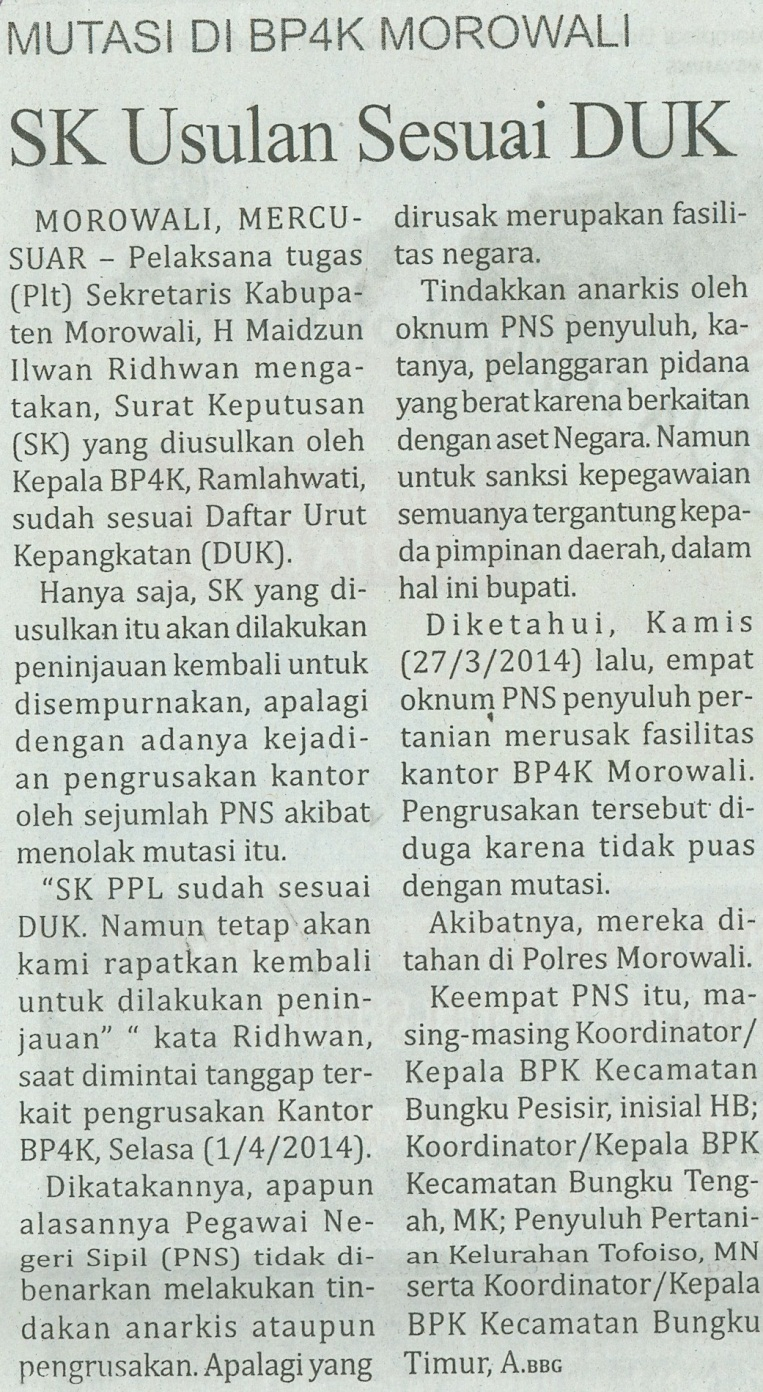 MUTASI DI BP4K MOROWALI
SK Usulan Sesuai DUK
MOROWALI, MERCU-
SUAR – Pelaksana tugas
(Plt) Sekretaris Kabupa-
ten Morowali, H Maidzun
Ilwan Ridhwan menga-
takan, Surat Keputusan
(SK) yang diusulkan oleh
Kepala BP4K, Ramlahwati,
sudah sesuai Daftar Urut
Kepangkatan (DUK).
Hanya saja, SK yang di-
usulkan itu akan dilakukan
peninjauan kembali untuk
disempurnakan, apalagi
dengan adanya kejadi-
an pengrusakan kantor
oleh sejumlah PNS akibat
menolak mutasi itu.
“SK PPL sudah sesuai
DUK. Namun tetap akan
kami rapatkan kembali
untuk dilakukan penin-
jauan” “ kata Ridhwan,
saat dimintai tanggap ter-
kait pengrusakan Kantor
BP4K, Selasa (1/4/2014).
Dikatakannya, apapun
alasannya Pegawai Ne-
geri Sipil (PNS) tidak di-
benarkan melakukan tin-
dakan anarkis ataupun
pengrusakan. Apalagi yang
dirusak merupakan fasili-
tas negara.
Tindakkan anarkis oleh
oknum PNS penyuluh, ka-
tanya, pelanggaran pidana
yang berat karena berkaitan
dengan aset Negara. Namun
untuk sanksi kepegawaian
semuanya tergantung kepa-
da pimpinan daerah, dalam
hal ini bupati.
Diketahui, Kamis
(27/3/2014) lalu, empat
oknum PNS penyuluh per-
tanian merusak fasilitas
kantor BP4K Morowali.
Pengrusakan tersebut di-
duga karena tidak puas
dengan mutasi.
Akibatnya, mereka di-
tahan di Polres Morowali.
Keempat PNS itu, ma-
sing-masing Koordinator/
Kepala BPK Kecamatan
Bungku Pesisir, inisial HB;
Koordinator/Kepala BPK
Kecamatan Bungku Teng-
ah, MK; Penyuluh Pertani-
an Kelurahan Tofoiso, MN
serta Koordinator/Kepala
BPK Kecamatan Bungku
Timur, A.BBG